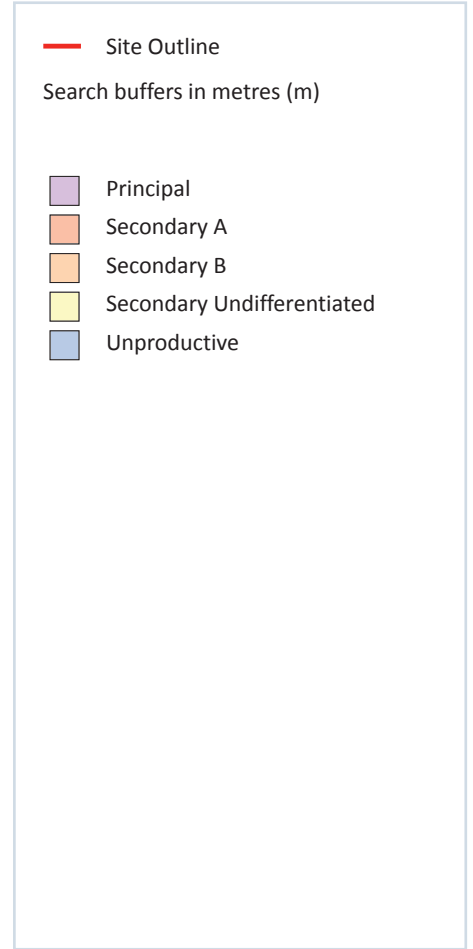 Site Outline
Search buffers in metres (m)
Principal
Secondary A
Secondary B
Secondary Undifferentiated
Unproductive